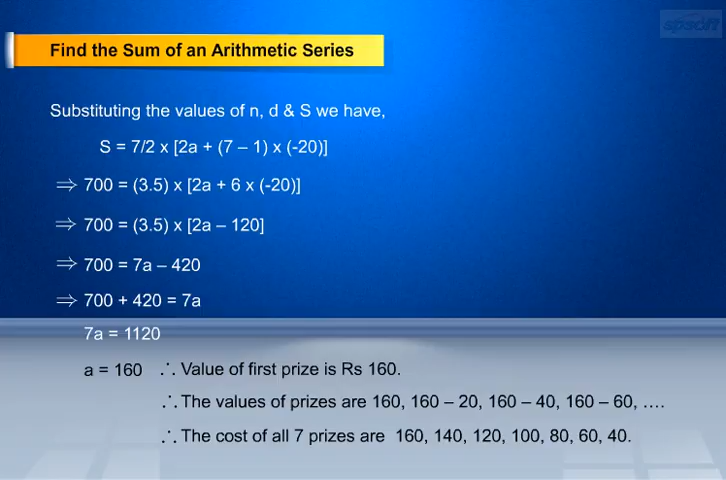 spsoft
Find the Sum of an Arithmetic Series
Substituting the values of n, d & S we have,
S = 7/2 x [2a + (7 – 1) x (-20)]
⇒ 700 = (3.5) x [2a + 6 x (-20)]
⇒ 700 = (3.5) x [2a – 120]
⇒ 700 = 7a – 420
⇒ 700 + 420 = 7a
7a = 1120
a = 160 ∴ Value of first prize is Rs 160.
∴ The values of prizes are 160, 160 – 20, 160 – 40, 160 – 60, ....
∴ The cost of all 7 prizes are 160, 140, 120, 100, 80, 60, 40.